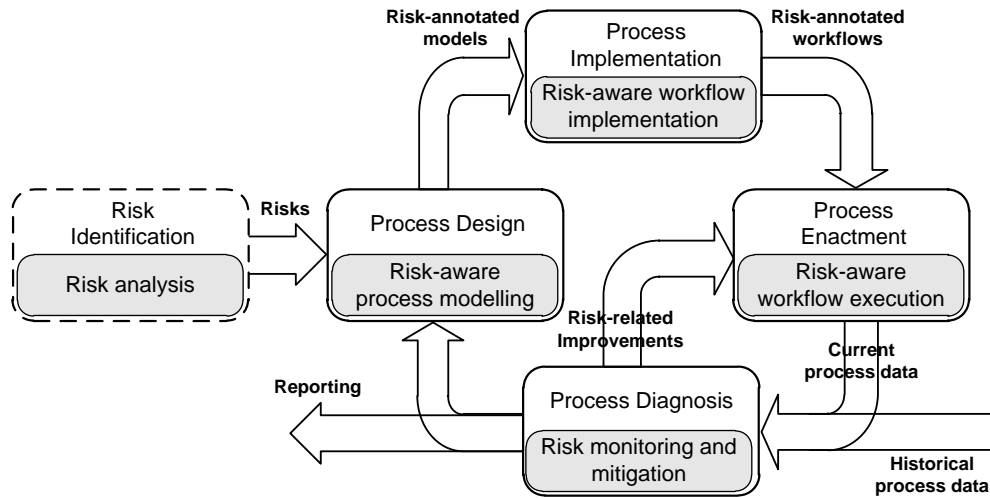 Risk-annotated
models
Process
Implementation
Risk-aware workflow
implementation
Risk-annotated
workflows
Risk
Identification
Risk analysis
Risks
Process Design
Risk-aware
process modelling
Process
Enactment
Risk-aware
workflow execution
Risk-related
Improvements
Current
process data
Reporting
Process Diagnosis
Risk monitoring and
mitigation
Historical
process data